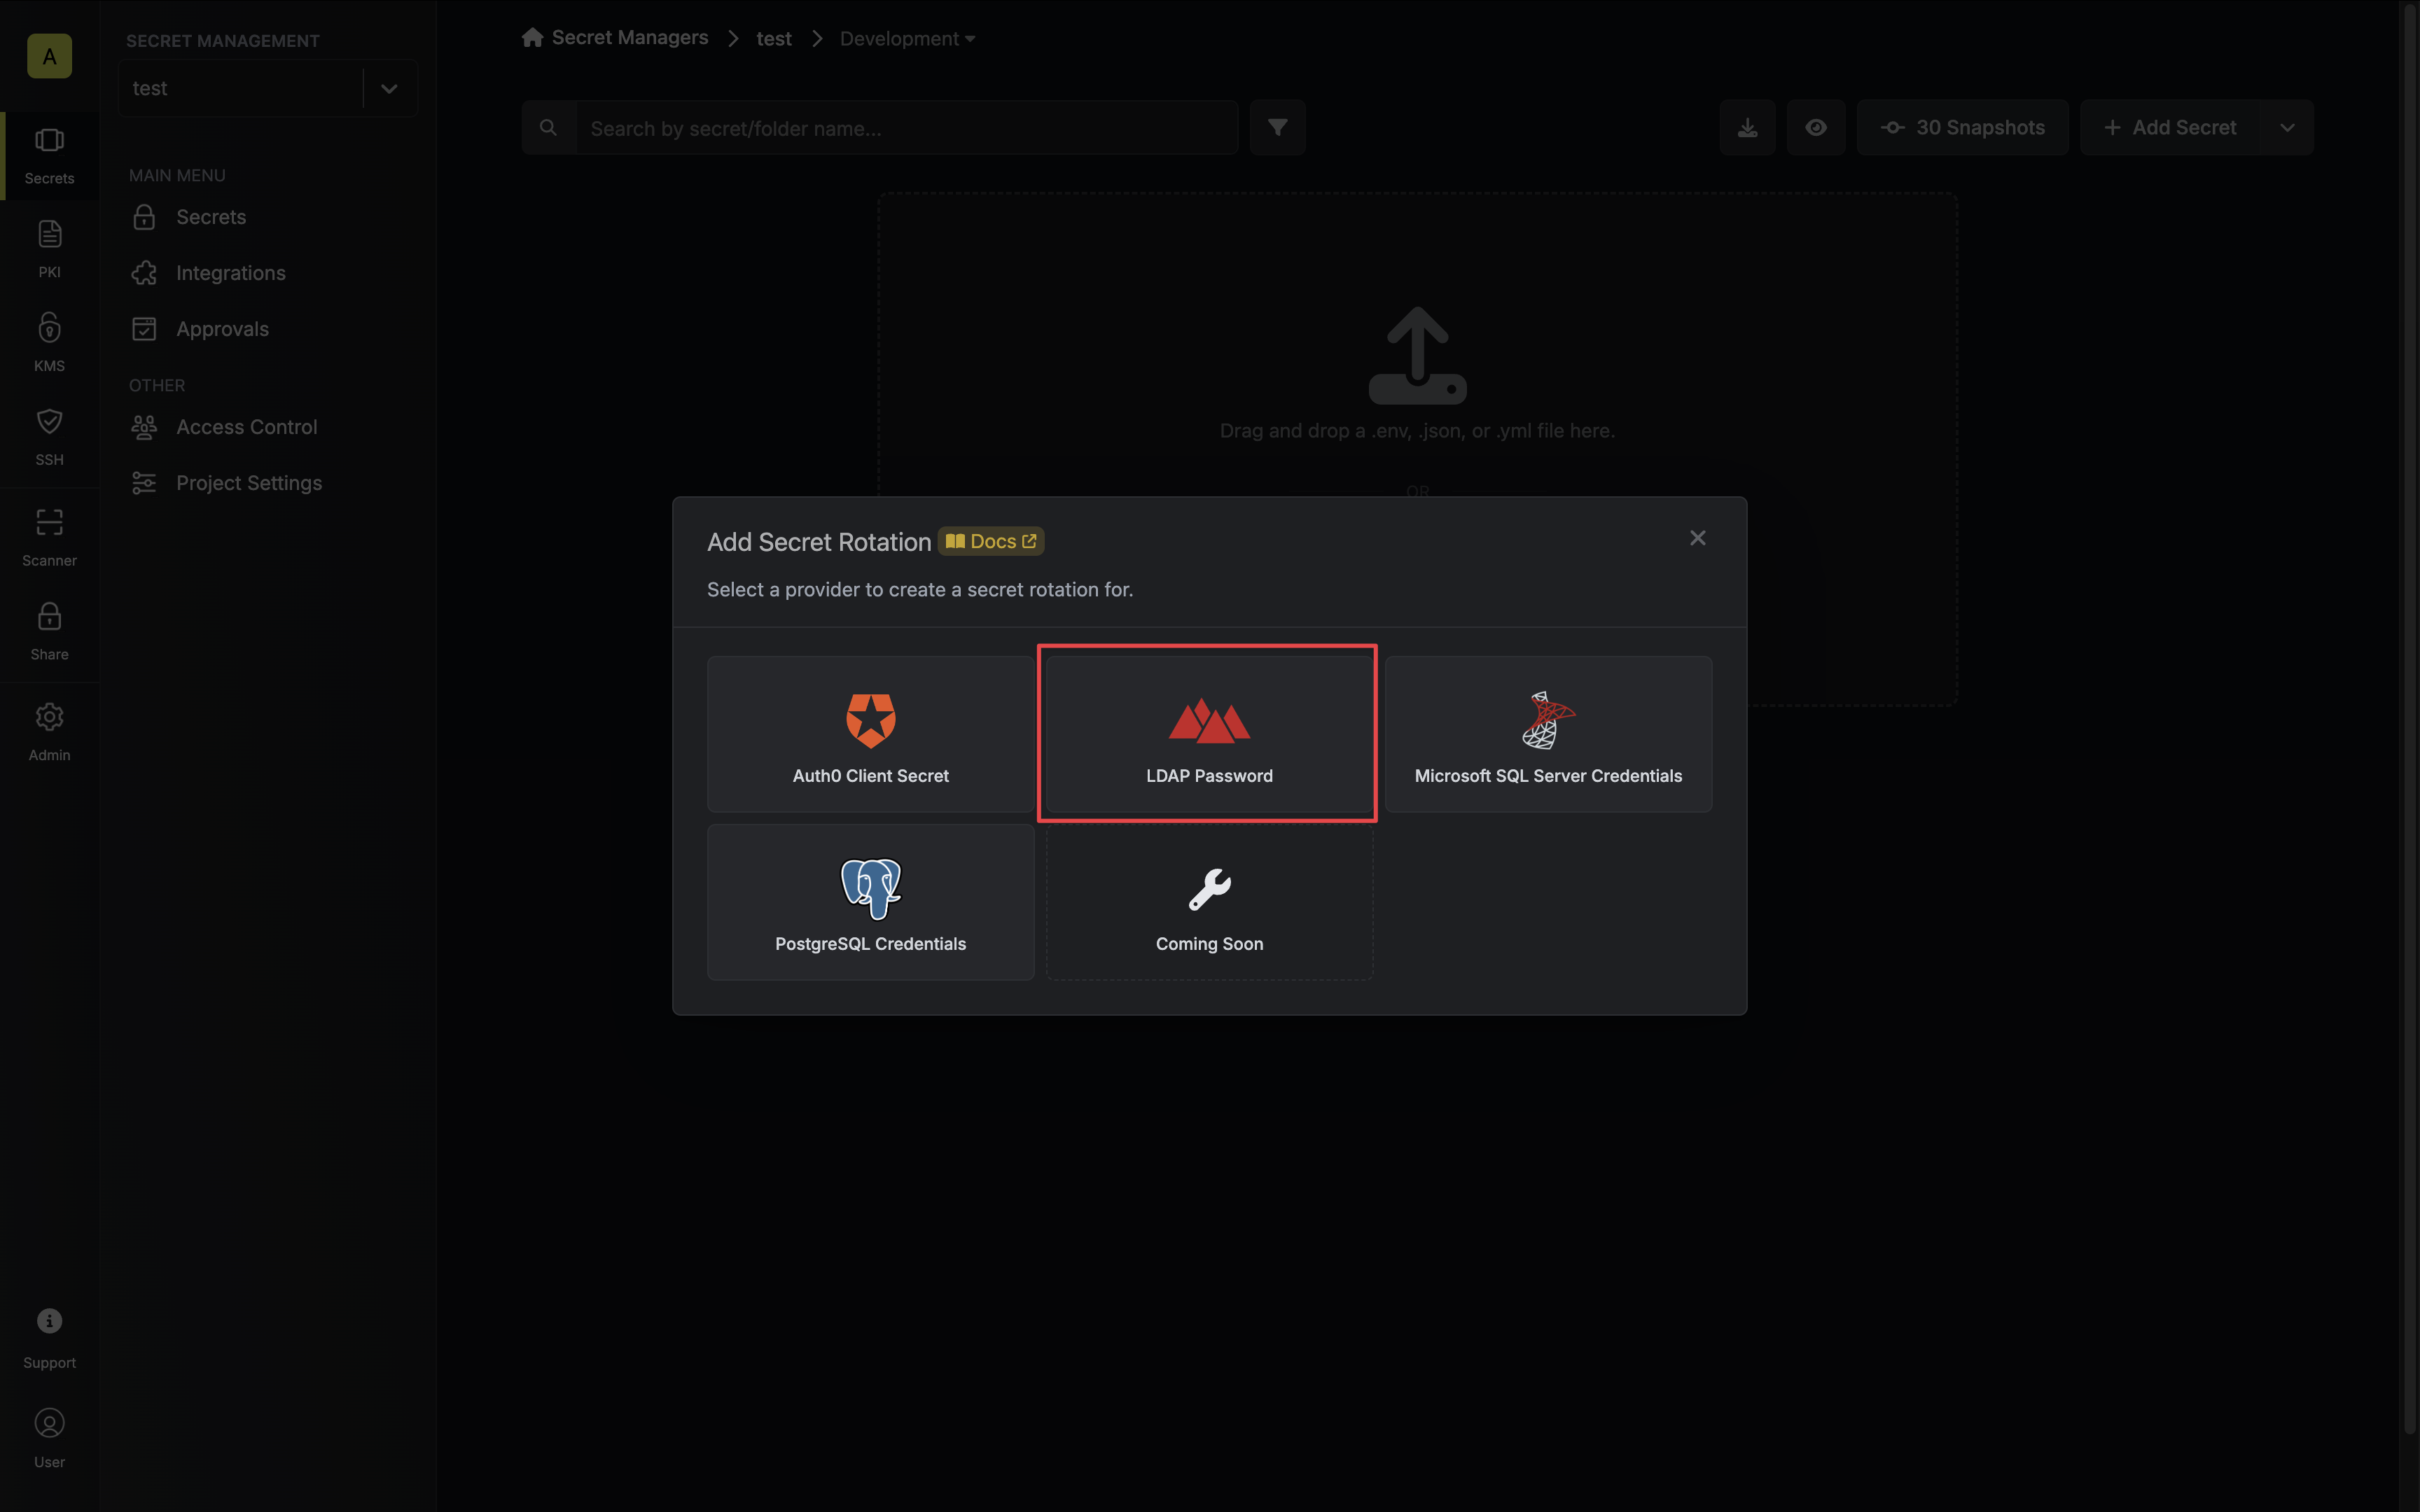 A
Secrets
PKI
KMS
SSH
Scanner
Share
Admin
Support
User
SECRET MANAGEMENT
test
MAIN MENU
Secrets
Integrations
Approvals
OTHER
Access Control
Project Settings
Secret Managers
test
Development
Search by secret/folder name...
30 Snapshots
Add Secret
Drag and drop a .env, .json, or .yml file here.
OR
Add Secret Rotation
Docs
Select a provider to create a secret rotation for.
Auth0 Client Secret
LDAP Password
Microsoft SQL Server Credentials
PostgreSQL Credentials
Coming Soon